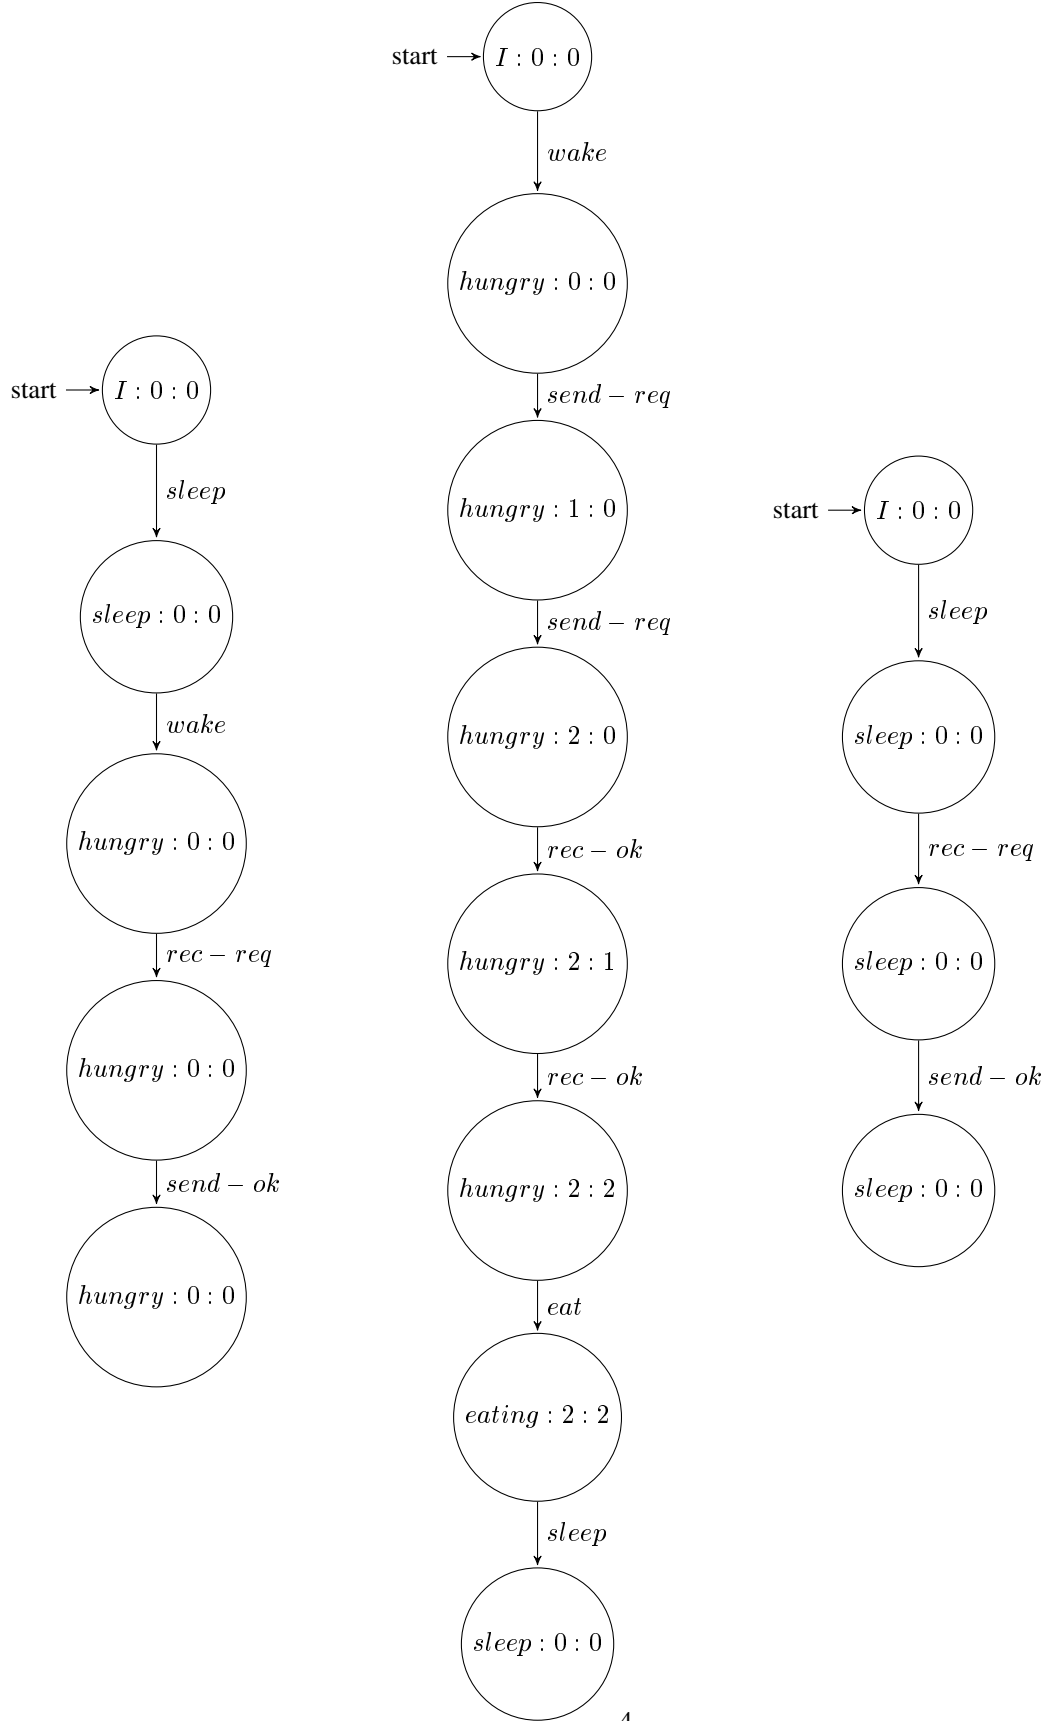 start I : 0 : 0
wake
hungry : 0 : 0
send − req
hungry : 1 : 0
send − req
hungry : 2 : 0
rec − ok
hungry : 2 : 1
rec − ok
hungry : 2 : 2
eat
eating : 2 : 2
sleep
sleep : 0 : 0
start I : 0 : 0
sleep
sleep : 0 : 0
wake
hungry : 0 : 0
rec − req
hungry : 0 : 0
send − ok
hungry : 0 : 0
start I : 0 : 0
sleep
sleep : 0 : 0
rec − req
sleep : 0 : 0
send − ok
sleep : 0 : 0
4